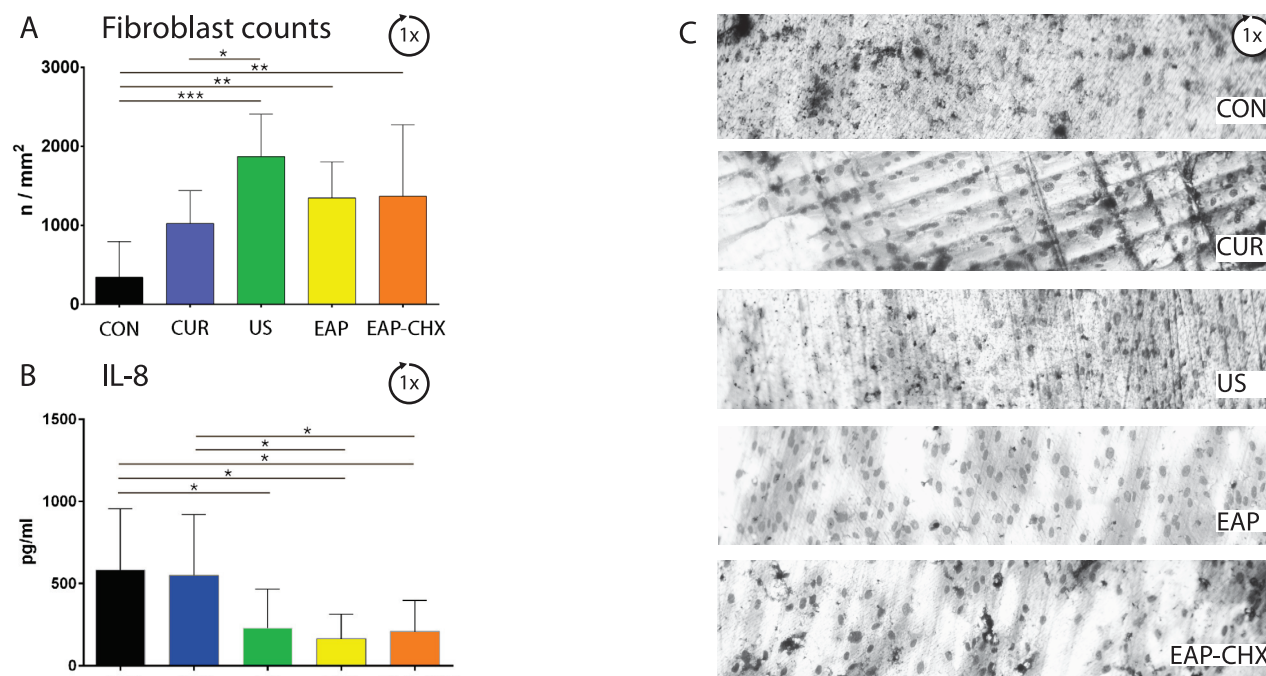 A Fibroblast counts 1x
*
**
**
***
3000
2000
1000
0
n / mm²
CON CUR US EAP EAP-CHX
B IL-8 1x
*
*
*
*
*
1500
1000
500
0
pg/ml
C 1x
CON
CUR
US
EAP
EAP-CHX